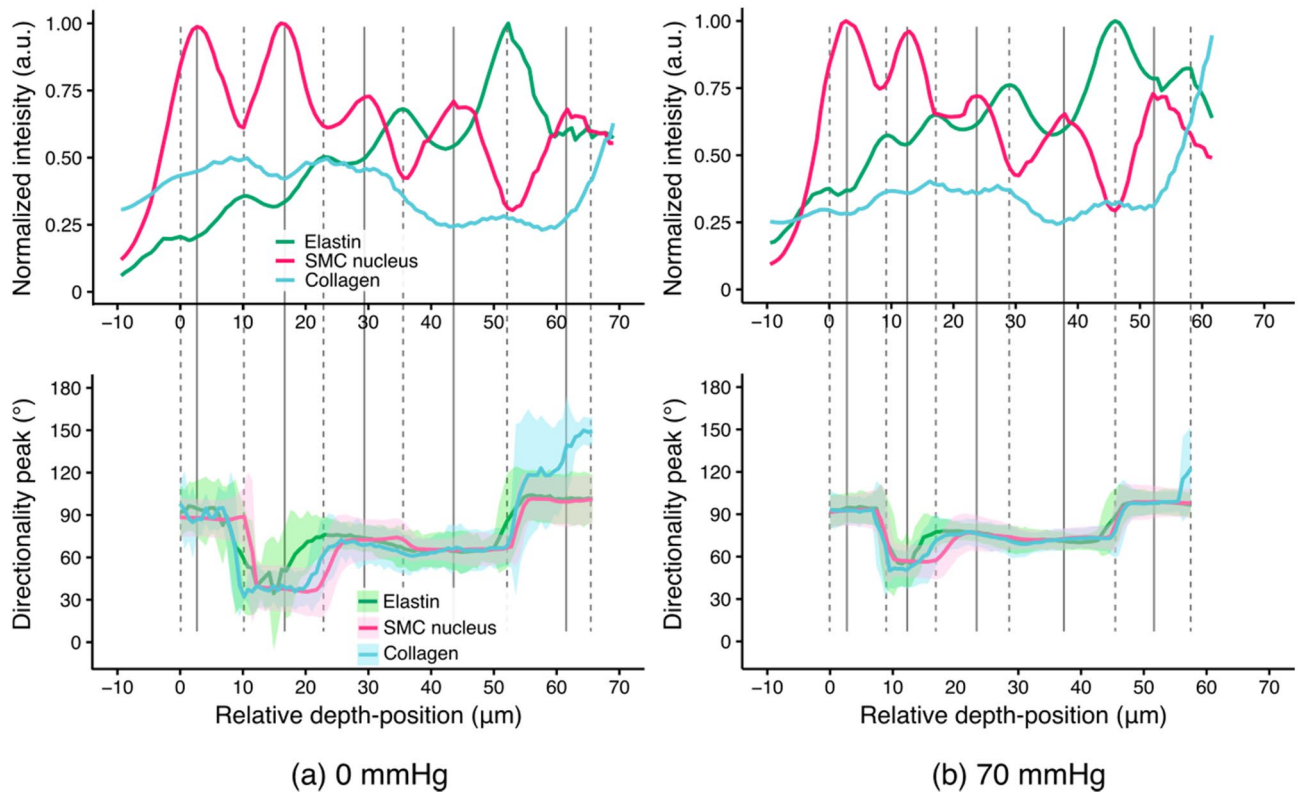 Normalized inteisity (a.u.)
1.00
0.75
0.50
0.25
0
Elastin
SMC nucleus
Collagen
−10 0 10 20 30 40 50 60 70
Directionality peak (°)
180
150
120
90
60
30
0
Elastin
SMC nucleus
Collagen
−10 0 10 20 30 40 50 60 70
Relative depth-position (μm)
(a) 0 mmHg
Normalized intensity (a.u.)
1.00
0.75
0.50
0.25
0
−10 0 10 20 30 40 50 60 70
Directionality peak (°)
180
150
120
90
60
30
0
−10 0 10 20 30 40 50 60 70
Relative depth-position (μm)
(b) 70 mmHg